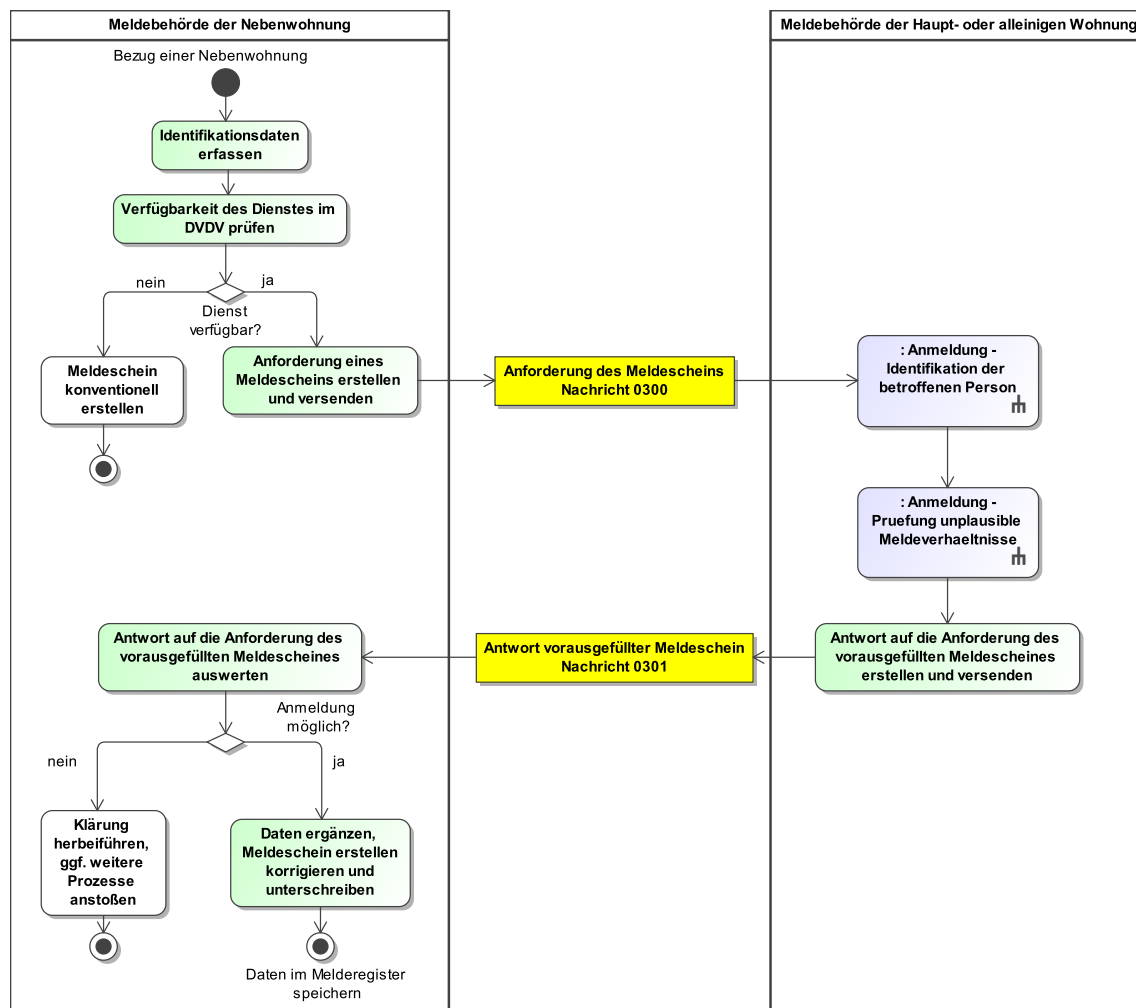 Meldebehörde der Nebenwohnung
Meldebehörde der Haupt- oder alleinigen Wohnung
Bezug einer Nebenwohnung
Identifikationsdaten
erfassen
Verfügbarkeit des Dienstes im
DVDV prüfen
nein
ja
Dienst
verfügbar?
Meldeschein
konventionell
erstellen
Anforderung eines
Meldescheins erstellen
und versenden
Anforderung des Meldescheins
Nachricht 0300
: Anmeldung -
Identifikation der
betroffenen Person
: Anmeldung -
Pruefung unplausible
Meldeverhaeltnisse
Antwort auf die Anforderung des
vorausgefüllten Meldescheines
erstellen und versenden
Antwort vorausgefüllter Meldeschein
Nachricht 0301
Antwort auf die Anforderung des
vorausgefüllten Meldescheines
auswerten
Anmeldung
möglich?
nein
ja
Klärung
herbeiführen,
ggf. weitere
Prozesse
anstoßen
Daten ergänzen,
Meldeschein erstellen
korrigieren und
unterschreiben
Daten im Melderegister
speichern